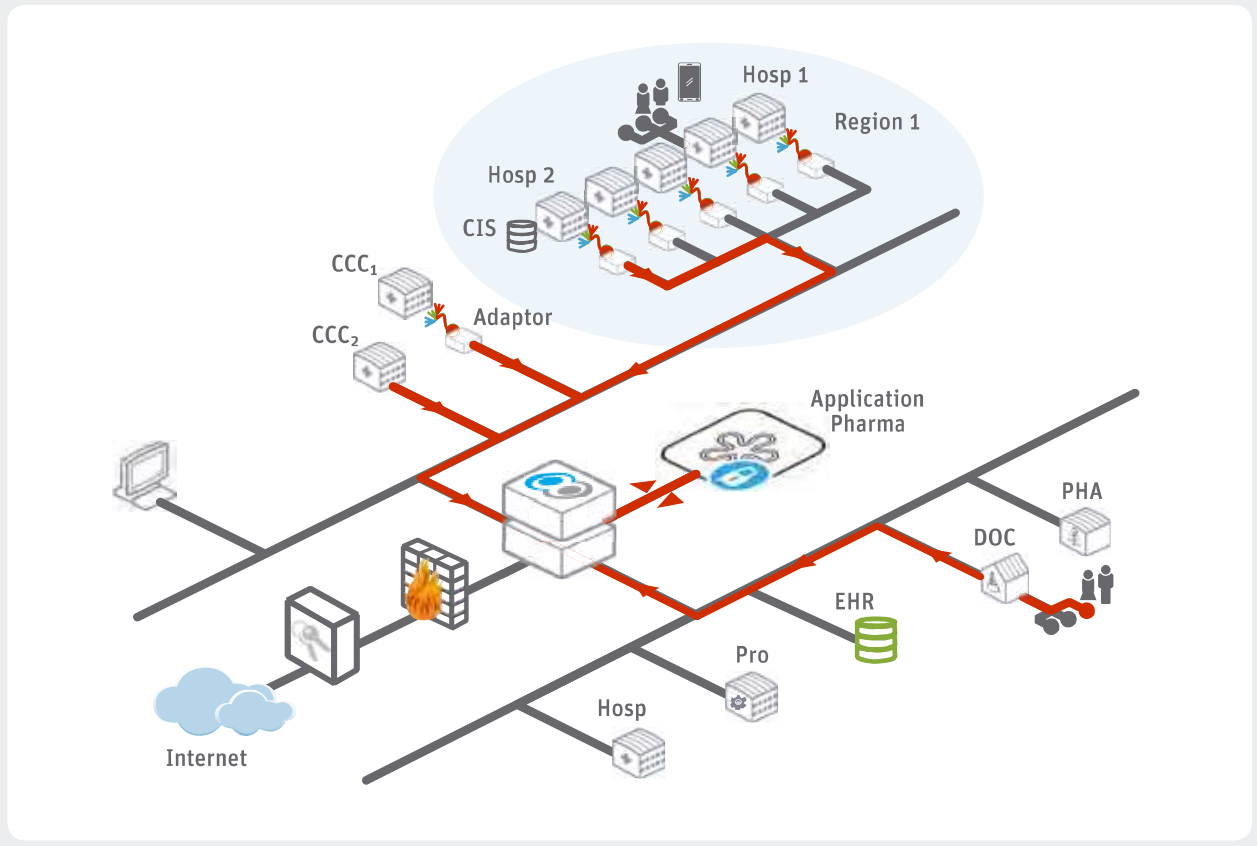 Hosp 1
Region 1
Hosp 2
CIS
CCC₁
Adaptor
CCC₂
Application
Pharma
PHA
DOC
EHR
Pro
Hosp
Internet